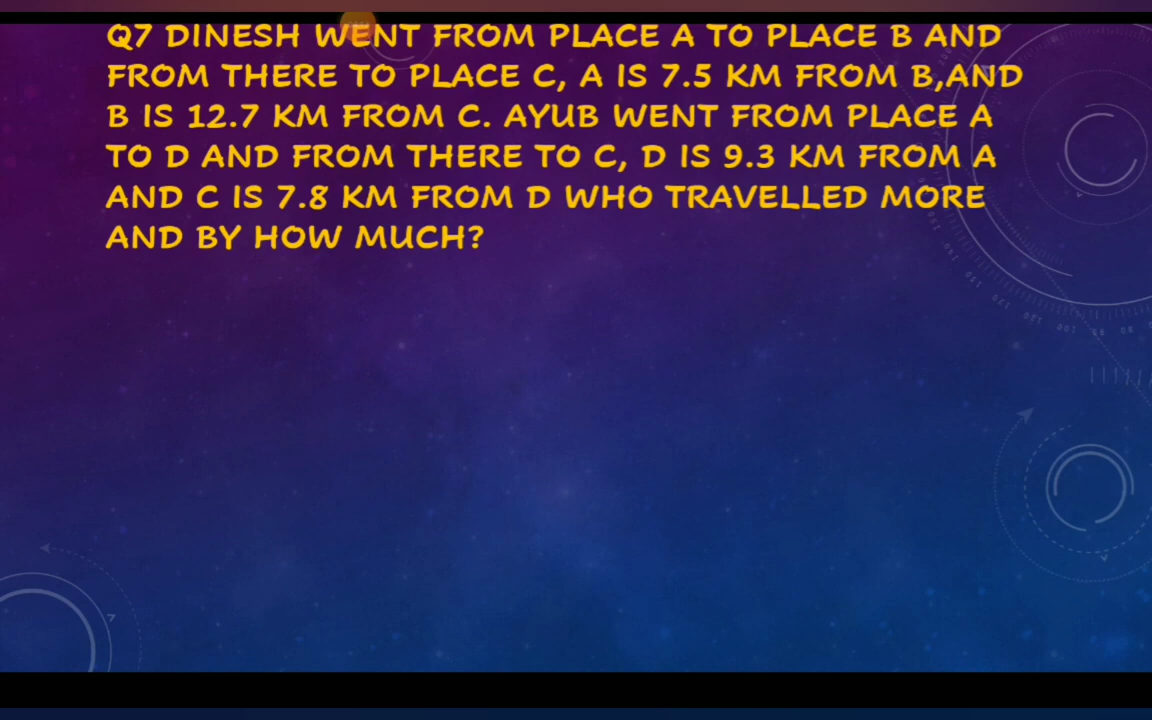 Q7 DINESH WENT FROM PLACE A TO PLACE B AND
FROM THERE TO PLACE C, A IS 7.5 KM FROM B,AND
B IS 12.7 KM FROM C. AYUB WENT FROM PLACE A
TO D AND FROM THERE TO C, D IS 9.3 KM FROM A
AND C IS 7.8 KM FROM D WHO TRAVELLED MORE
AND BY HOW MUCH?